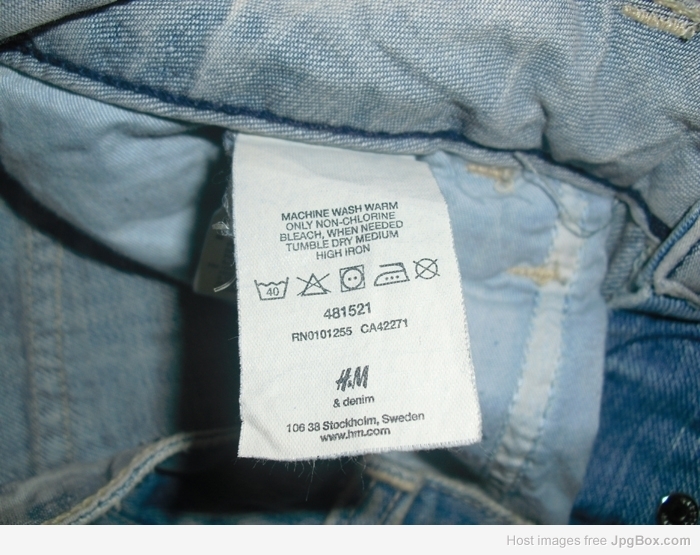 MACHINE WASH WARM
ONLY NON-CHLORINE
BLEACH, WHEN NEEDED
TUMBLE DRY MEDIUM
HIGH IRON
40
481521
RN0101255 CA42271
H&M
& denim
106 38 Stockholm, Sweden
www.hm.com
Host images free JpgBox.com